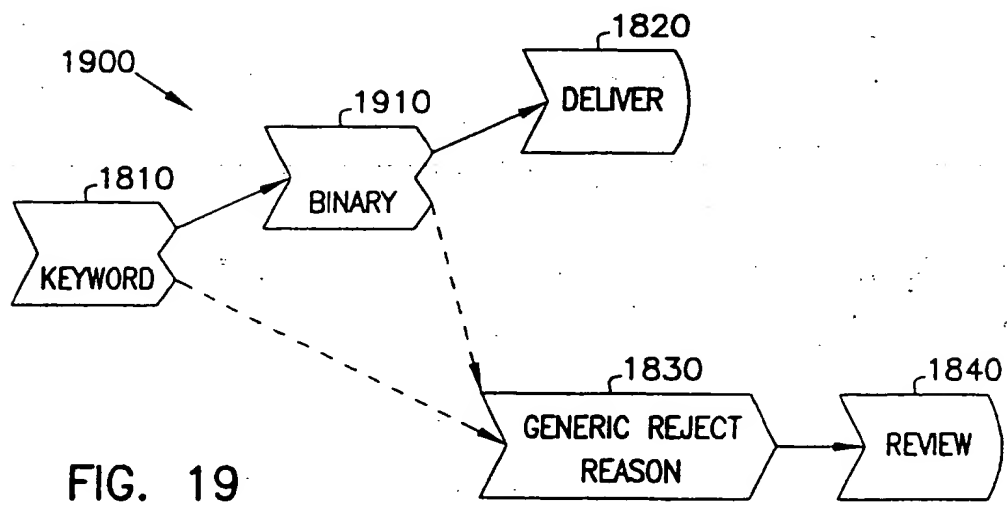 1820
1900
DELIVER
1910
1810
BINARY
KEYWORD
1830
1840
GENERIC REJECT
REASON
REVIEW
FIG. 19